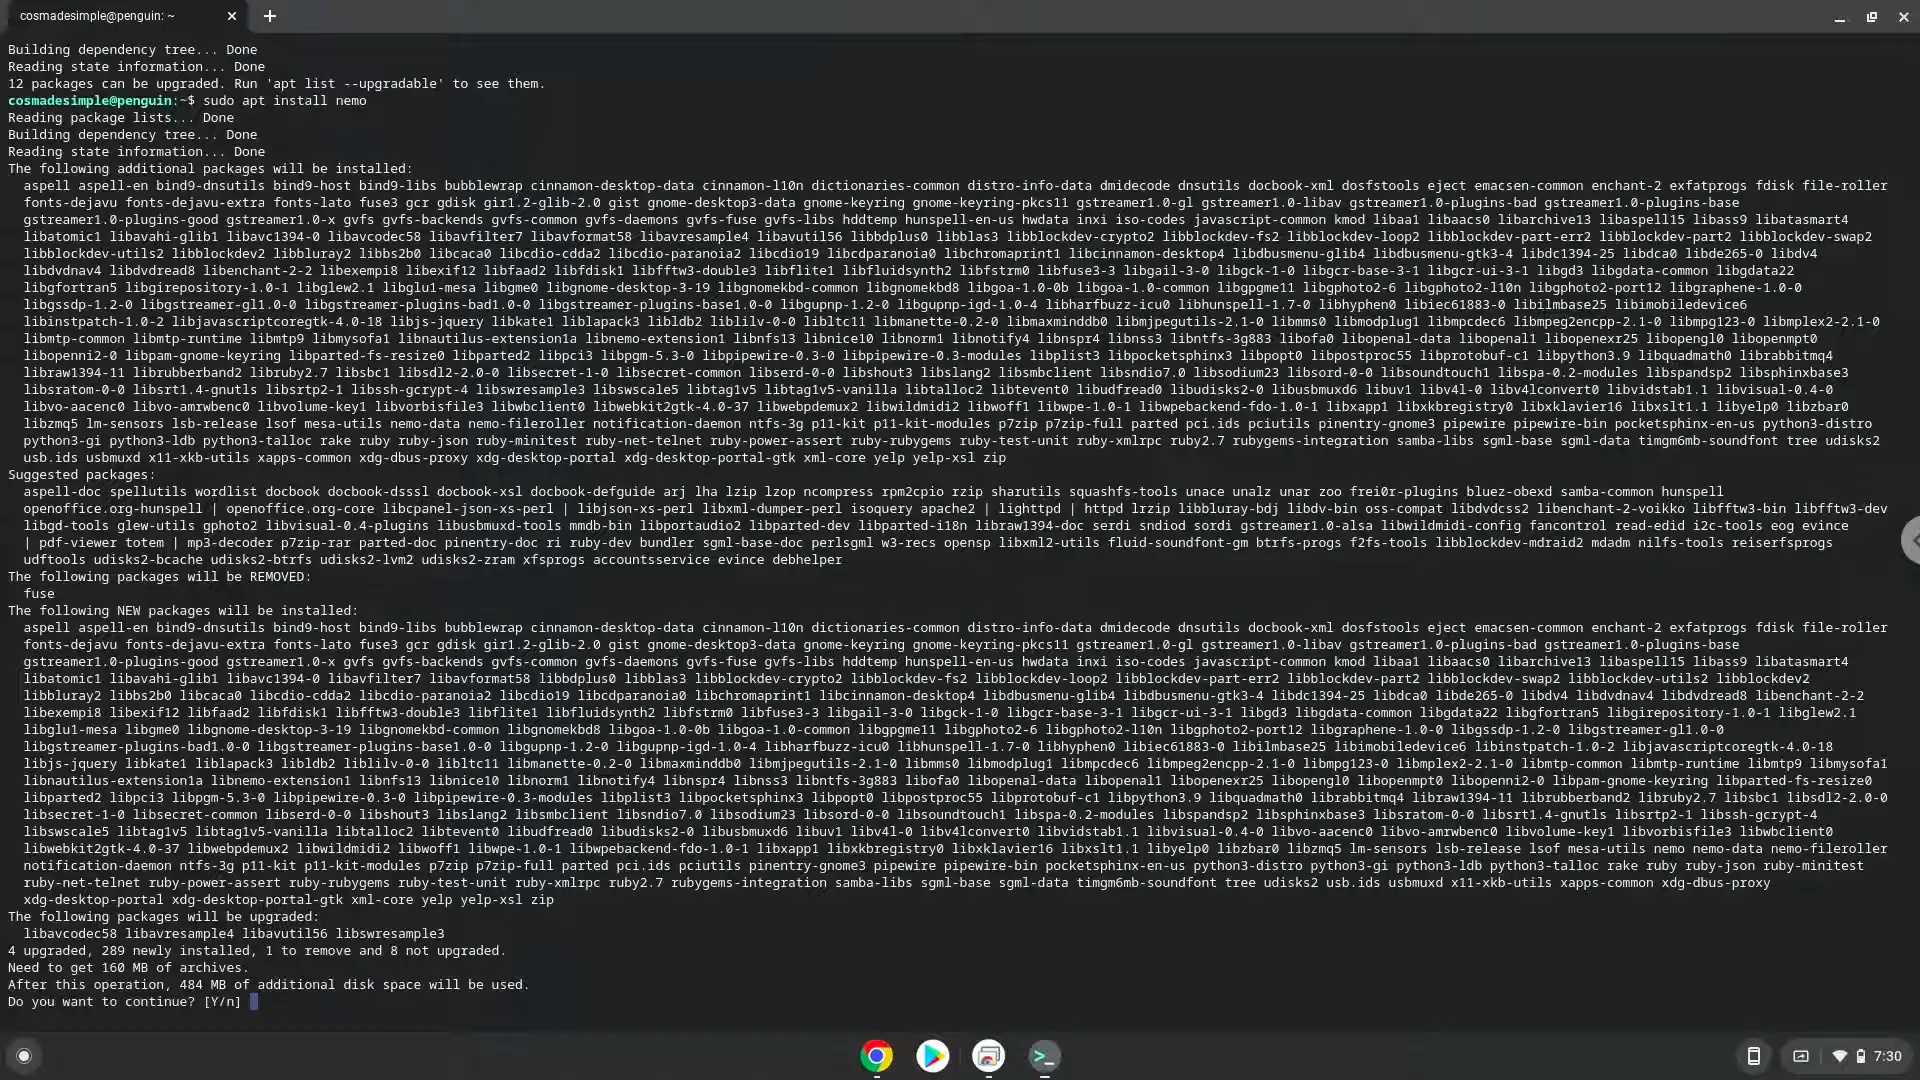 cosmadesimple@penguin: ~
Building dependency tree... Done
Reading state information... Done
12 packages can be upgraded. Run 'apt list --upgradable' to see them.
cosmadesimple@penguin:~$ sudo apt install nemo
Reading package lists... Done
Building dependency tree... Done
Reading state information... Done
The following additional packages will be installed:
aspell aspell-en bind9-dnsutils bind9-host bind9-libs bubblewrap cinnamon-desktop-data cinnamon-l10n dictionaries-common distro-info-data dmidecode dnsutils docbook-xml dosfstools eject emacsen-common enchant-2 exfatprogs fdisk file-roller
fonts-dejavu fonts-dejavu-extra fonts-lato fuse3 gcr gdisk gir1.2-glib-2.0 gist gnome-desktop3-data gnome-keyring gnome-keyring-pkcs11 gstreamer1.0-gl gstreamer1.0-libav gstreamer1.0-plugins-bad gstreamer1.0-plugins-base
gstreamer1.0-plugins-good gstreamer1.0-x gvfs gvfs-backends gvfs-common gvfs-daemons gvfs-fuse gvfs-libs hddtemp hunspell-en-us hwdata inxi iso-codes javascript-common kmod libaa1 libaacs0 libarchive13 libaspell15 libass9 libatasmart4
libatomic1 libavahi-glib1 libavc1394-0 libavcodec58 libavfilter7 libavformat58 libavresample4 libavutil56 libbdplus0 libblas3 libblockdev-crypto2 libblockdev-fs2 libblockdev-loop2 libblockdev-part-err2 libblockdev-part2 libblockdev-swap2
libblockdev-utils2 libblockdev2 libbluray2 libbs2b0 libcaca0 libcdio-cdda2 libcdio-paranoia2 libcdio19 libcdparanoia0 libchromaprint1 libcinnamon-desktop4 libdbusmenu-glib4 libdbusmenu-gtk3-4 libdc1394-25 libdca0 libde265-0 libdv4
libdvdnav4 libdvdread8 libenchant-2-2 libexempi8 libexif12 libfaad2 libfdisk1 libfftw3-double3 libflite1 libfluidsynth2 libfstrm0 libfuse3-3 libgail-3-0 libgck-1-0 libgcr-base-3-1 libgcr-ui-3-1 libgd3 libgdata-common libgdata22
libgfortran5 libgirepository-1.0-1 libglew2.1 libglu1-mesa libgme0 libgnome-desktop-3-19 libgnomekbd-common libgnomekbd8 libgoa-1.0-0b libgoa-1.0-common libgpgme11 libgphoto2-6 libgphoto2-l10n libgphoto2-port12 libgraphene-1.0-0
libgssdp-1.2-0 libgstreamer-gl1.0-0 libgstreamer-plugins-bad1.0-0 libgstreamer-plugins-base1.0-0 libgupnp-1.2-0 libgupnp-igd-1.0-4 libharfbuzz-icu0 libhunspell-1.7-0 libhyphen0 libiec61883-0 libilmbase25 libimobiledevice6
libinstpatch-1.0-2 libjavascriptcoregtk-4.0-18 libjs-jquery libkate1 liblapack3 libldb2 liblilv-0-0 libltc11 libmanette-0.2-0 libmaxminddb0 libmjpegutils-2.1-0 libmms0 libmodplug1 libmpcdec6 libmpeg2encpp-2.1-0 libmpg123-0 libmplex2-2.1-0
libmtp-common libmtp-runtime libmtp9 libmysofa1 libnautilus-extension1a libnemo-extension1 libnfs13 libnice10 libnorm1 libnotify4 libnspr4 libnss3 libntfs-3g883 libofa0 libopenal-data libopenal1 libopenexr25 libopengl0 libopenmpt0
libopenni2-0 libpam-gnome-keyring libparted-fs-resize0 libparted2 libpci3 libpgm-5.3-0 libpipewire-0.3-0 libpipewire-0.3-modules libplist3 libpocketsphinx3 libpopt0 libpostproc55 libprotobuf-c1 libpython3.9 libquadmath0 librabbitmq4
libraw1394-11 librubberband2 libruby2.7 libsbc1 libsdl2-2.0-0 libsecret-1-0 libsecret-common libserd-0-0 libshout3 libslang2 libsmbclient libsndio7.0 libsodium23 libsord-0-0 libsoundtouch1 libspa-0.2-modules libspandsp2 libsphinxbase3
libsratom-0-0 libsrt1.4-gnutls libsrtp2-1 libssh-gcrypt-4 libswresample3 libswscale5 libtag1v5 libtag1v5-vanilla libtalloc2 libtevent0 libudfread0 libudisks2-0 libusbmuxd6 libuv1 libv4l-0 libv4lconvert0 libvidstab1.1 libvisual-0.4-0
libvo-aacenc0 libvo-amrwbenc0 libvolume-key1 libvorbisfile3 libwbclient0 libwebkit2gtk-4.0-37 libwebpdemux2 libwildmidi2 libwoff1 libwpe-1.0-1 libwpebackend-fdo-1.0-1 libxapp1 libxkbregistry0 libxklavier16 libxslt1.1 libyelp0 libzbar0
libzmq5 lm-sensors lsb-release lsof mesa-utils nemo-data nemo-fileroller notification-daemon ntfs-3g p11-kit p11-kit-modules p7zip p7zip-full parted pci.ids pciutils pinentry-gnome3 pipewire pipewire-bin pocketsphinx-en-us python3-distro
python3-gi python3-ldb python3-talloc rake ruby ruby-json ruby-minitest ruby-net-telnet ruby-power-assert ruby-rubygems ruby-test-unit ruby-xmlrpc ruby2.7 rubygems-integration samba-libs sgml-base sgml-data timgm6mb-soundfont tree udisks2
usb.ids usbmuxd x11-xkb-utils xapps-common xdg-dbus-proxy xdg-desktop-portal xdg-desktop-portal-gtk xml-core yelp yelp-xsl zip
Suggested packages:
aspell-doc spellutils wordlist docbook docbook-dsssl docbook-xsl docbook-defguide arj lha lzip lzop ncompress rpm2cpio rzip sharutils squashfs-tools unace unalz unar zoo frei0r-plugins bluez-obexd samba-common hunspell
openoffice.org-hunspell | openoffice.org-core libcpanel-json-xs-perl | libjson-xs-perl libxml-dumper-perl isoquery apache2 | lighttpd | httpd lrzip libbluray-bdj libdv-bin oss-compat libdvdcss2 libenchant-2-voikko libfftw3-bin libfftw3-dev
libgd-tools glew-utils gphoto2 libvisual-0.4-plugins libusbmuxd-tools mmdb-bin libportaudio2 libparted-dev libparted-i18n libraw1394-doc serdi sndiod sordi gstreamer1.0-alsa libwildmidi-config fancontrol read-edid i2c-tools eog evince
| pdf-viewer totem | mp3-decoder p7zip-rar parted-doc pinentry-doc ri ruby-dev bundler sgml-base-doc perlsgml w3-recs opensp libxml2-utils fluid-soundfont-gm btrfs-progs f2fs-tools libblockdev-mdraid2 mdadm nilfs-tools reiserfsprogs
udftools udisks2-bcache udisks2-btrfs udisks2-lvm2 udisks2-zram xfsprogs accountsservice evince debhelper
The following packages will be REMOVED:
fuse
The following NEW packages will be installed:
aspell aspell-en bind9-dnsutils bind9-host bind9-libs bubblewrap cinnamon-desktop-data cinnamon-l10n dictionaries-common distro-info-data dmidecode dnsutils docbook-xml dosfstools eject emacsen-common enchant-2 exfatprogs fdisk file-roller
fonts-dejavu fonts-dejavu-extra fonts-lato fuse3 gcr gdisk gir1.2-glib-2.0 gist gnome-desktop3-data gnome-keyring gnome-keyring-pkcs11 gstreamer1.0-gl gstreamer1.0-libav gstreamer1.0-plugins-bad gstreamer1.0-plugins-base
gstreamer1.0-plugins-good gstreamer1.0-x gvfs gvfs-backends gvfs-common gvfs-daemons gvfs-fuse gvfs-libs hddtemp hunspell-en-us hwdata inxi iso-codes javascript-common kmod libaa1 libaacs0 libarchive13 libaspell15 libass9 libatasmart4
libatomic1 libavahi-glib1 libavc1394-0 libavfilter7 libavformat58 libbdplus0 libblas3 libblockdev-crypto2 libblockdev-fs2 libblockdev-loop2 libblockdev-part-err2 libblockdev-part2 libblockdev-swap2 libblockdev-utils2 libblockdev2
libbluray2 libbs2b0 libcaca0 libcdio-cdda2 libcdio-paranoia2 libcdio19 libcdparanoia0 libchromaprint1 libcinnamon-desktop4 libdbusmenu-glib4 libdbusmenu-gtk3-4 libdc1394-25 libdca0 libde265-0 libdv4 libdvdnav4 libdvdread8 libenchant-2-2
libexempi8 libexif12 libfaad2 libfdisk1 libfftw3-double3 libflite1 libfluidsynth2 libfstrm0 libfuse3-3 libgail-3-0 libgck-1-0 libgcr-base-3-1 libgcr-ui-3-1 libgd3 libgdata-common libgdata22 libgfortran5 libgirepository-1.0-1 libglew2.1
libglu1-mesa libgme0 libgnome-desktop-3-19 libgnomekbd-common libgnomekbd8 libgoa-1.0-0b libgoa-1.0-common libgpgme11 libgphoto2-6 libgphoto2-l10n libgphoto2-port12 libgraphene-1.0-0 libgssdp-1.2-0 libgstreamer-gl1.0-0
libgstreamer-plugins-bad1.0-0 libgstreamer-plugins-base1.0-0 libgupnp-1.2-0 libgupnp-igd-1.0-4 libharfbuzz-icu0 libhunspell-1.7-0 libhyphen0 libiec61883-0 libilmbase25 libimobiledevice6 libinstpatch-1.0-2 libjavascriptcoregtk-4.0-18
libjs-jquery libkate1 liblapack3 libldb2 liblilv-0-0 libltc11 libmanette-0.2-0 libmaxminddb0 libmjpegutils-2.1-0 libmms0 libmodplug1 libmpcdec6 libmpeg2encpp-2.1-0 libmpg123-0 libmplex2-2.1-0 libmtp-common libmtp-runtime libmtp9 libmysofa1
libnautilus-extension1a libnemo-extension1 libnfs13 libnice10 libnorm1 libnotify4 libnspr4 libnss3 libntfs-3g883 libofa0 libopenal-data libopenal1 libopenexr25 libopengl0 libopenmpt0 libopenni2-0 libpam-gnome-keyring libparted-fs-resize0
libparted2 libpci3 libpgm-5.3-0 libpipewire-0.3-0 libpipewire-0.3-modules libplist3 libpocketsphinx3 libpopt0 libpostproc55 libprotobuf-c1 libpython3.9 libquadmath0 librabbitmq4 libraw1394-11 librubberband2 libruby2.7 libsbc1 libsdl2-2.0-0
libsecret-1-0 libsecret-common libserd-0-0 libshout3 libslang2 libsmbclient libsndio7.0 libsodium23 libsord-0-0 libsoundtouch1 libspa-0.2-modules libspandsp2 libsphinxbase3 libsratom-0-0 libsrt1.4-gnutls libsrtp2-1 libssh-gcrypt-4
libswscale5 libtag1v5 libtag1v5-vanilla libtalloc2 libtevent0 libudfread0 libudisks2-0 libusbmuxd6 libuv1 libv4l-0 libv4lconvert0 libvidstab1.1 libvisual-0.4-0 libvo-aacenc0 libvo-amrwbenc0 libvolume-key1 libvorbisfile3 libwbclient0
libwebkit2gtk-4.0-37 libwebpdemux2 libwildmidi2 libwoff1 libwpe-1.0-1 libwpebackend-fdo-1.0-1 libxapp1 libxkbregistry0 libxklavier16 libxslt1.1 libyelp0 libzbar0 libzmq5 lm-sensors lsb-release lsof mesa-utils nemo nemo-data nemo-fileroller
notification-daemon ntfs-3g p11-kit p11-kit-modules p7zip p7zip-full parted pci.ids pciutils pinentry-gnome3 pipewire pipewire-bin pocketsphinx-en-us python3-distro python3-gi python3-ldb python3-talloc rake ruby ruby-json ruby-minitest
ruby-net-telnet ruby-power-assert ruby-rubygems ruby-test-unit ruby-xmlrpc ruby2.7 rubygems-integration samba-libs sgml-base sgml-data timgm6mb-soundfont tree udisks2 usb.ids usbmuxd x11-xkb-utils xapps-common xdg-dbus-proxy
xdg-desktop-portal xdg-desktop-portal-gtk xml-core yelp yelp-xsl zip
The following packages will be upgraded:
libavcodec58 libavresample4 libavutil56 libswresample3
4 upgraded, 289 newly installed, 1 to remove and 8 not upgraded.
Need to get 160 MB of archives.
After this operation, 484 MB of additional disk space will be used.
Do you want to continue? [Y/n]
7:30